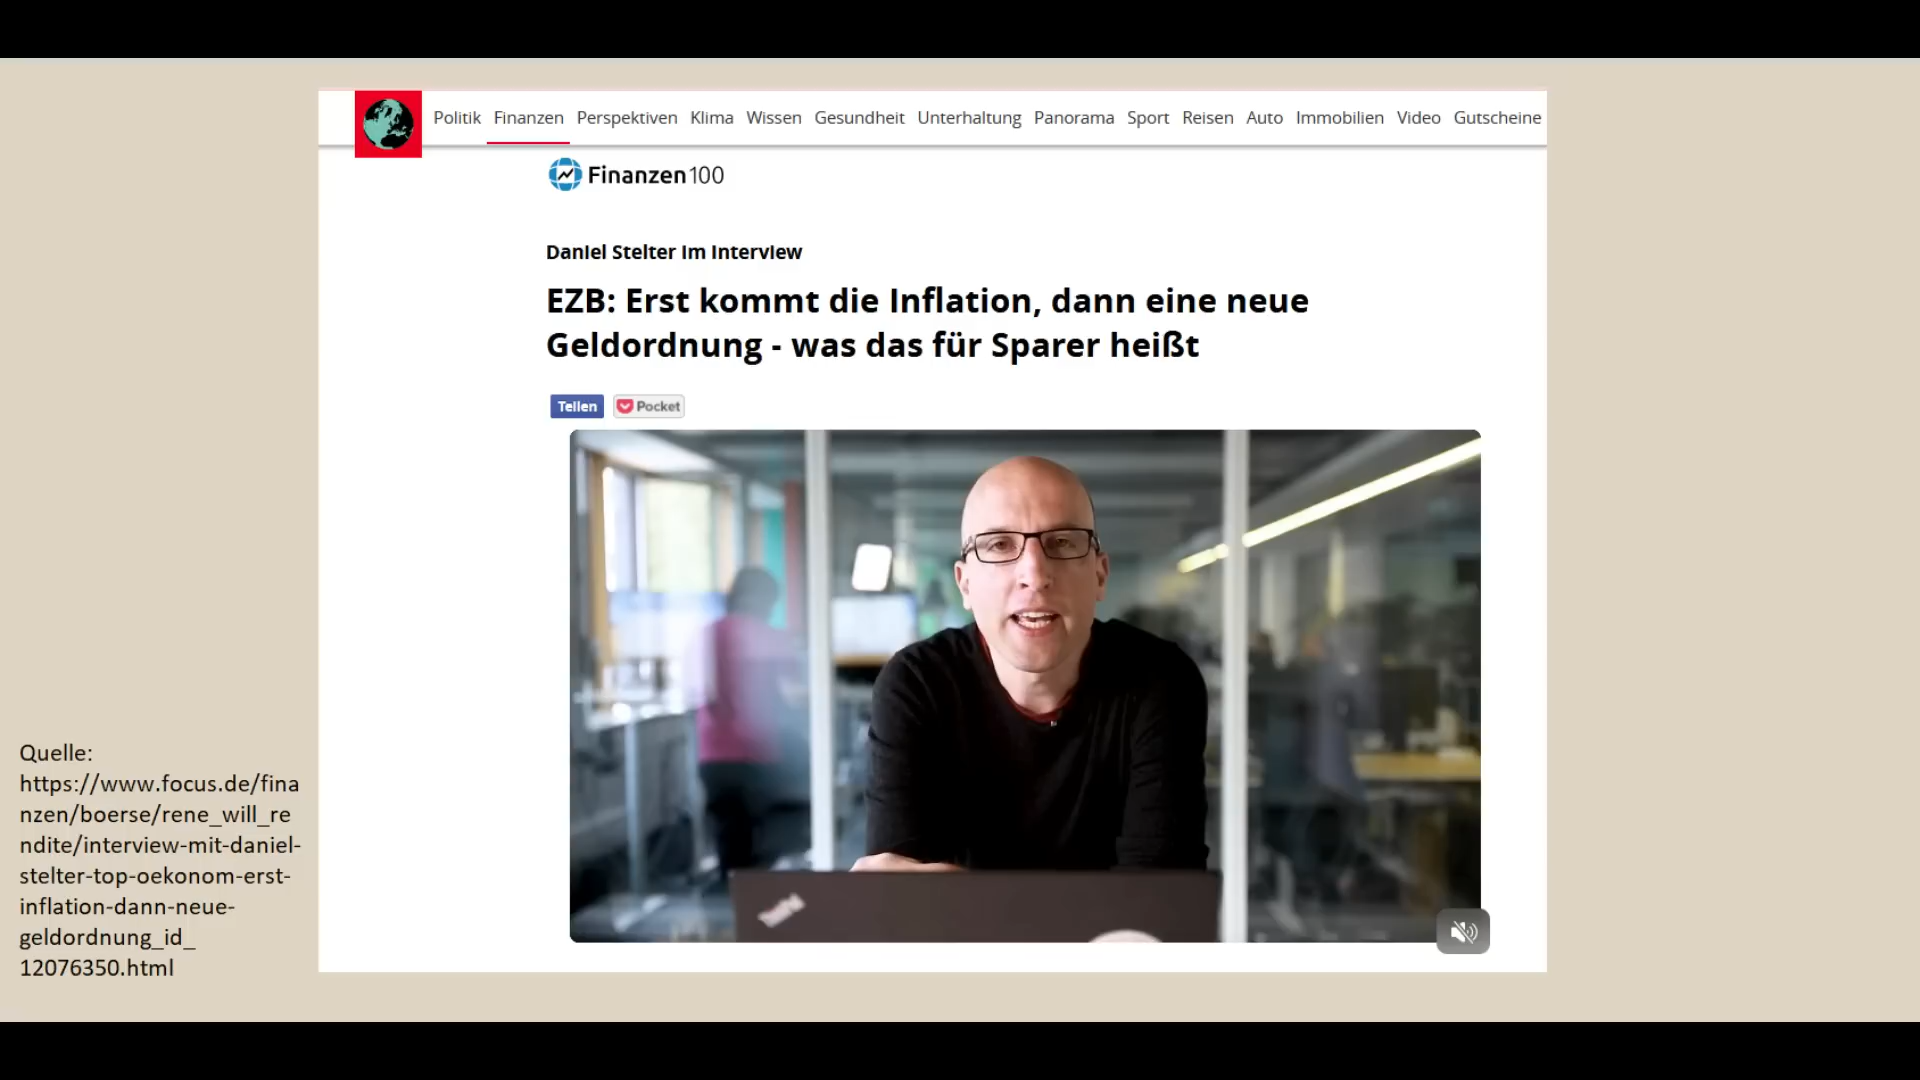 Politik Finanzen Perspektiven Klima Wissen Gesundheit Unterhaltung Panorama Sport Reisen Auto Immobilien Video Gutscheine
Finanzen100
Daniel Stelter im Interview
EZB: Erst kommt die Inflation, dann eine neue
Geldordnung - was das für Sparer heißt
Teilen Pocket
Quelle:
https://www.focus.de/fina
nzen/boerse/rene_will_re
ndite/interview-mit-daniel-
stelter-top-oekonom-erst-
inflation-dann-neue-
geldordnung_id_
12076350.html